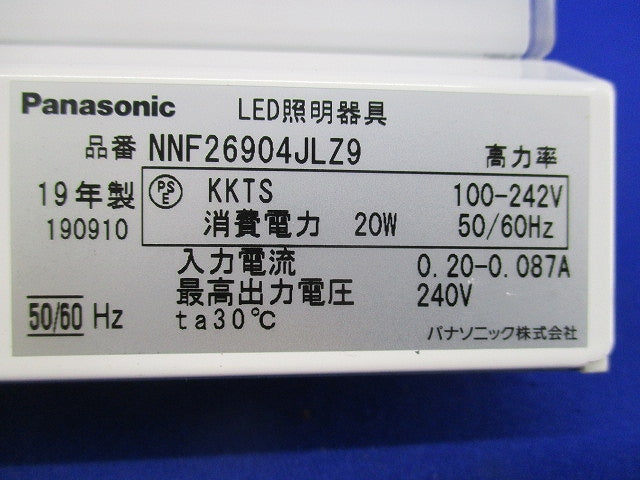 Panasonic LED照明器具
品番 NNF26904JLZ9 高力率
19年製 PSE KKTS 100-242V
190910 消費電力 20W 50/60Hz
入力電流 0.20-0.087A
最高出力電圧 240V
50/60 Hz ta30℃
パナソニック株式会社